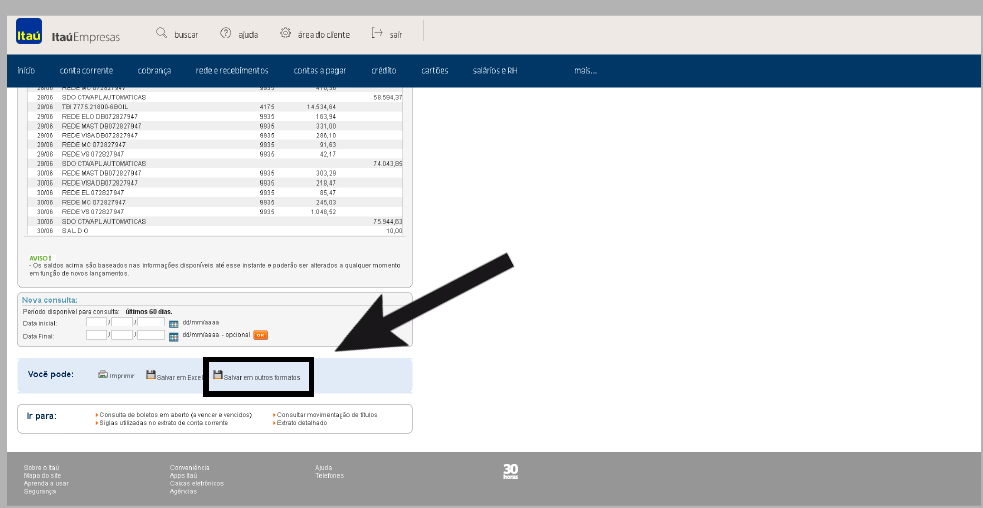 Itaú ItaúEmpresas buscar ajuda área do cliente sair
início conta corrente cobrança rede e recebimentos contas a pagar crédito cartões salários e RH mais...
28/06 REDE MC 072827947 9935
28/06 SDO CTA/APL AUTOMATICAS 58.594,37
29/06 TBI 7775.21800-6BOIL 4175 14.534,64
29/06 REDE ELO DB072827947 9935 163,94
29/06 REDE MAST DB072827947 9935 331,00
29/06 REDE VISA DB072827947 9935 286,10
29/06 REDE MC 072827947 9935 91,63
29/06 REDE VS 072827947 9935 42,17
29/06 SDO CTA/APL AUTOMATICAS 74.043,85
30/06 REDE MAST DB072827947 9935 303,29
30/06 REDE VISA DB072827947 9935 218,47
30/06 REDE EL 072827947 9935 85,47
30/06 REDE MC 072827947 9935 245,03
30/06 REDE VS 072827947 9935 1.048,52
30/06 SDO CTA/APL AUTOMATICAS 75.944,63
30/06 S A L D O 10,00
AVISO!
- Os saldos acima são baseados nas informações disponíveis até esse instante e poderão ser alterados a qualquer momento
em função de novos lançamentos.
Nova consulta:
Período disponível para consulta: últimos 60 dias.
Data inicial: / / dd/mm/aaaa
Data Final: / / dd/mm/aaaa - opcional OK
Você pode: Imprimir Salvar em Excel Salvar em outros formatos
Ir para: Consulta de boletos em aberto (a vencer e vencidos) Consultar movimentação de títulos
Siglas utilizadas no extrato de conta corrente Extrato detalhado
Sobre o Itaú Conveniência Ajuda 30
Mapa do site Apps Itaú Telefones horas
Aprenda a usar Caixas eletrônicos
Segurança Agências